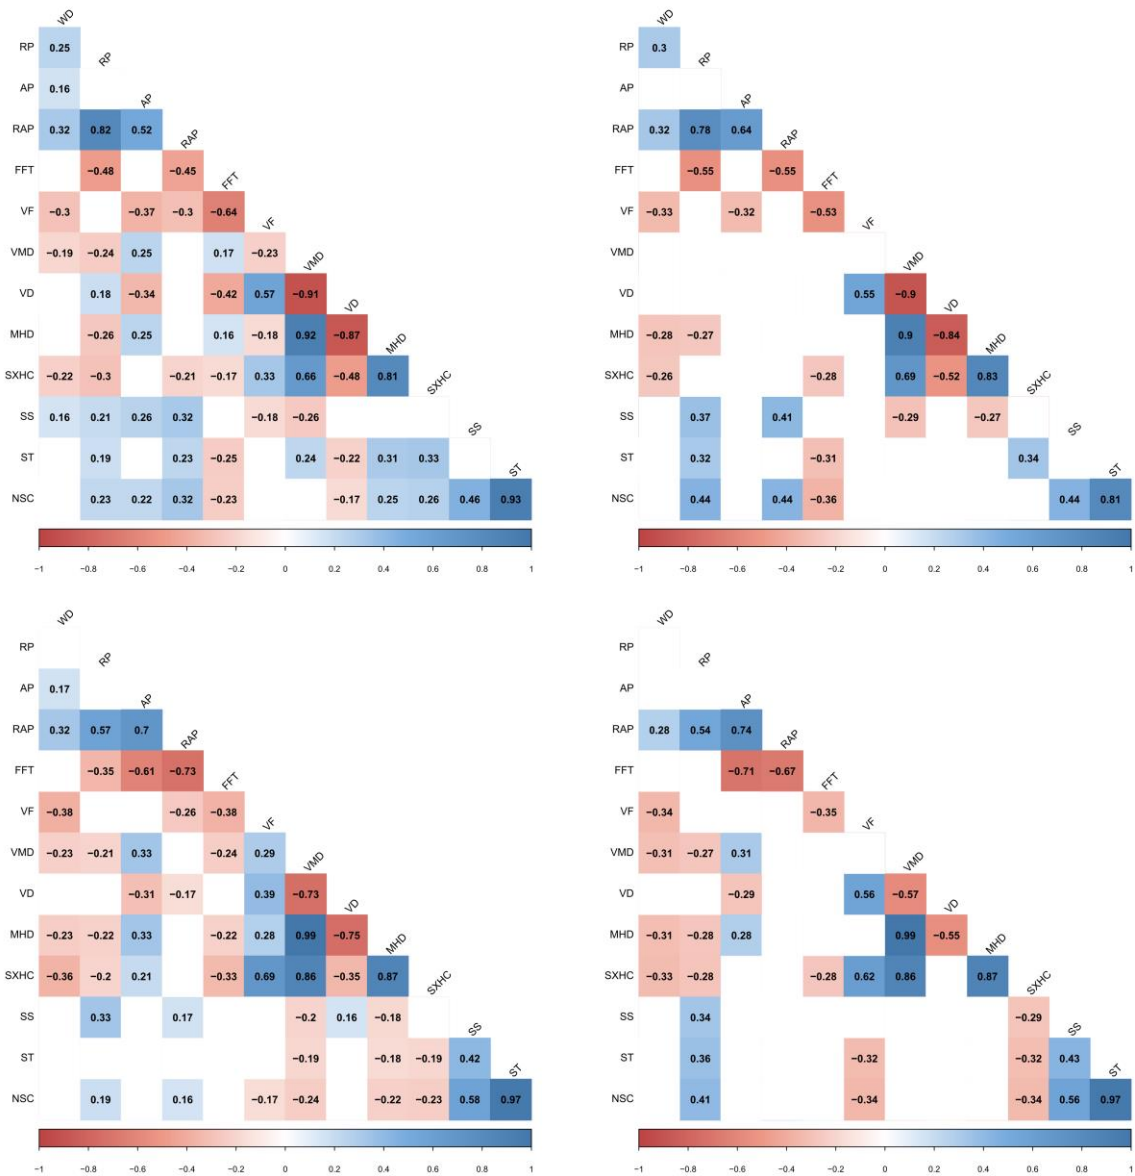 WD
RP 0.25
RP
AP 0.16
AP
RAP 0.32 0.82 0.52
RAP
FFT −0.48 −0.45
FFT
VF −0.3 −0.37 −0.3 −0.64
VF
VMD −0.19 −0.24 0.25 0.17 −0.23
VMD
VD 0.18 −0.34 −0.42 0.57 −0.91
VD
MHD −0.26 0.25 0.16 −0.18 0.92 −0.87
MHD
SXHC −0.22 −0.3 −0.21 −0.17 0.33 0.66 −0.48 0.81
SXHC
SS 0.16 0.21 0.26 0.32 −0.18 −0.26
SS
ST 0.19 0.23 −0.25 0.24 −0.22 0.31 0.33
ST
NSC 0.23 0.22 0.32 −0.23 −0.17 0.25 0.26 0.46 0.93
−1 −0.8 −0.6 −0.4 −0.2 0 0.2 0.4 0.6 0.8 1
WD
RP 0.3
RP
AP
AP
RAP 0.32 0.78 0.64
RAP
FFT −0.55 −0.55
FFT
VF −0.33 −0.32 −0.53
VF
VMD
VMD
VD 0.55 −0.9
VD
MHD −0.28 −0.27 0.9 −0.84
MHD
SXHC −0.26 −0.28 0.69 −0.52 0.83
SXHC
SS 0.37 0.41 −0.29 −0.27
SS
ST 0.32 −0.31 0.34
ST
NSC 0.44 0.44 −0.36 0.44 0.81
−1 −0.8 −0.6 −0.4 −0.2 0 0.2 0.4 0.6 0.8 1
WD
RP
RP
AP 0.17
AP
RAP 0.32 0.57 0.7
RAP
FFT −0.35 −0.61 −0.73
FFT
VF −0.38 −0.26 −0.38
VF
VMD −0.23 −0.21 0.33 −0.24 0.29
VMD
VD −0.31 −0.17 0.39 −0.73
VD
MHD −0.23 −0.22 0.33 −0.22 0.28 0.99 −0.75
MHD
SXHC −0.36 −0.2 0.21 −0.33 0.69 0.86 −0.35 0.87
SXHC
SS 0.33 0.17 −0.2 0.16 −0.18
SS
ST −0.19 −0.18 −0.19 0.42
ST
NSC 0.19 0.16 −0.17 −0.24 −0.22 −0.23 0.58 0.97
−1 −0.8 −0.6 −0.4 −0.2 0 0.2 0.4 0.6 0.8 1
WD
RP
RP
AP
AP
RAP 0.28 0.54 0.74
RAP
FFT −0.71 −0.67
FFT
VF −0.34 −0.35
VF
VMD −0.31 −0.27 0.31
VMD
VD −0.29 0.56 −0.57
VD
MHD −0.31 −0.28 0.28 0.99 −0.55
MHD
SXHC −0.33 −0.28 −0.28 0.62 0.86 0.87
SXHC
SS 0.34 −0.29
SS
ST 0.36 −0.32 −0.32 0.43
ST
NSC 0.41 −0.34 −0.34 0.56 0.97
−1 −0.8 −0.6 −0.4 −0.2 0 0.2 0.4 0.6 0.8 1